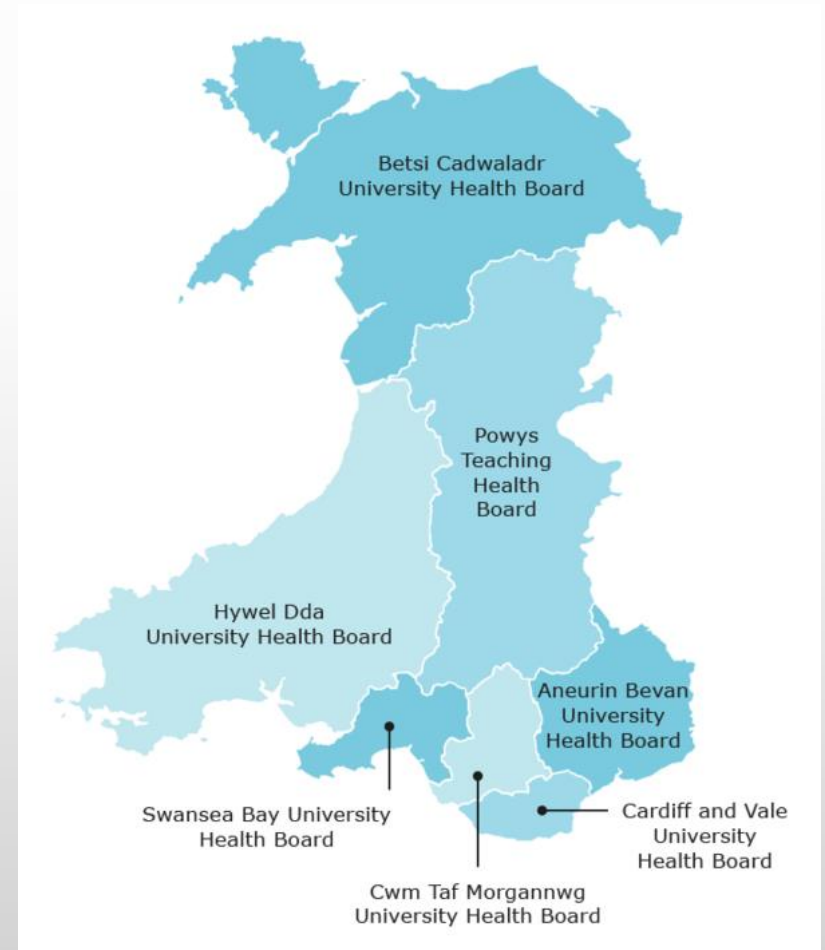 Betsi Cadwaladr
University Health Board
Powys
Teaching
Health
Board
Hywel Dda
University Health Board
Aneurin Bevan
University
Health Board
Swansea Bay University
Health Board
Cardiff and Vale
University
Health Board
Cwm Taf Morgannwg
University Health Board